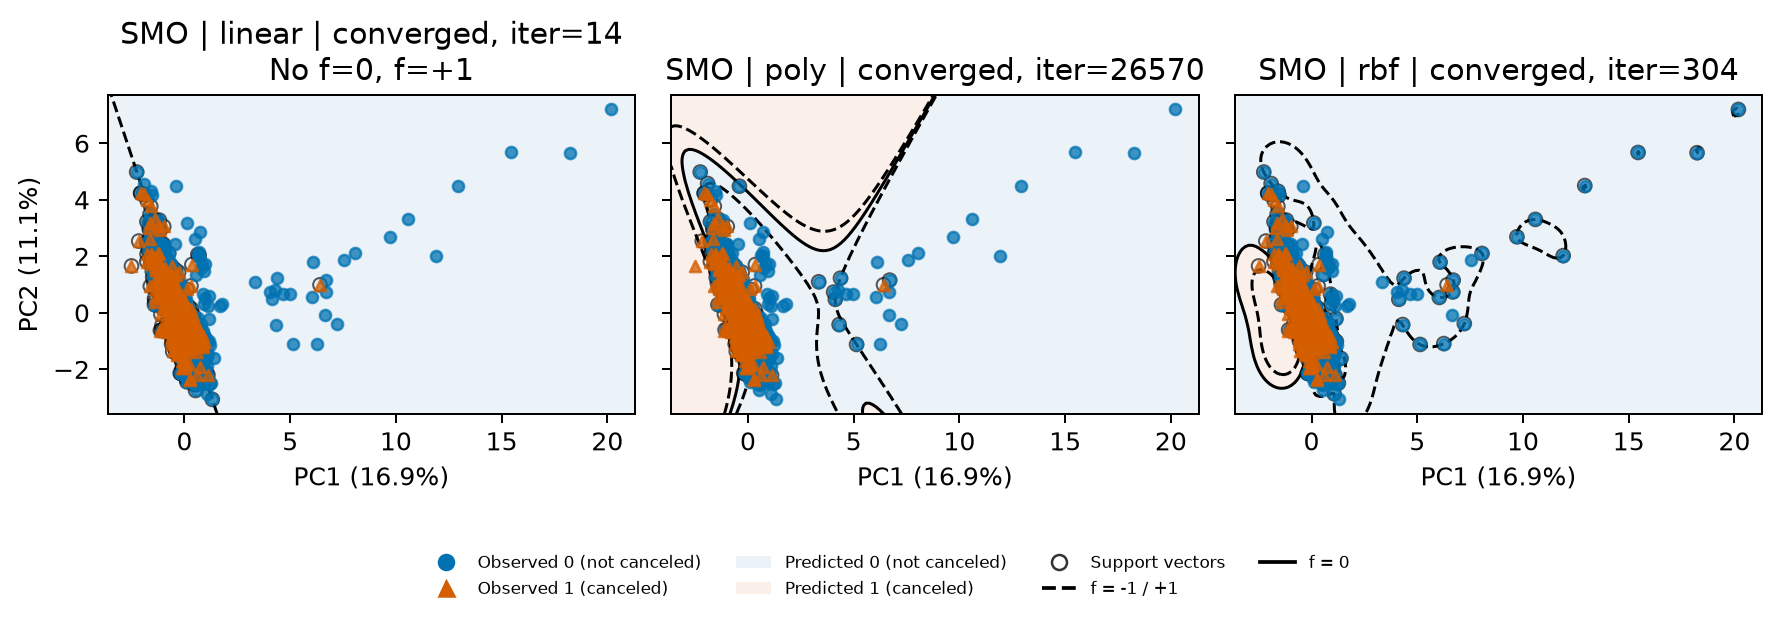 SMO | linear | converged, iter=14
No f=0, f=+1
SMO | poly | converged, iter=26570
SMO | rbf | converged, iter=304
PC2 (11.1%)
6
4
2
0
−2
0 5 10 15 20
0 5 10 15 20
0 5 10 15 20
PC1 (16.9%)
PC1 (16.9%)
PC1 (16.9%)
Observed 0 (not canceled)
Observed 1 (canceled)
Predicted 0 (not canceled)
Predicted 1 (canceled)
Support vectors
f = -1 / +1
f = 0